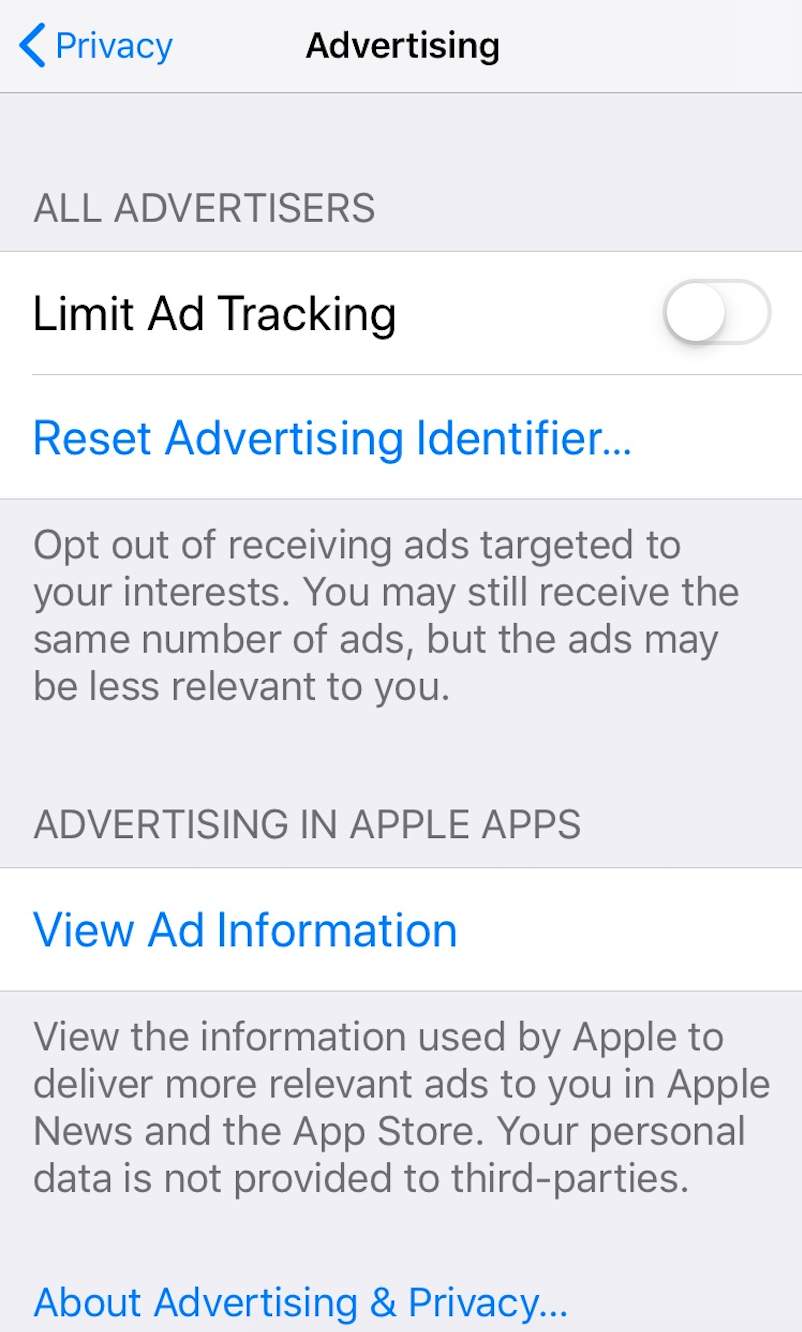 Privacy
Advertising
ALL ADVERTISERS
Limit Ad Tracking
Reset Advertising Identifier...
Opt out of receiving ads targeted to
your interests. You may still receive the
same number of ads, but the ads may
be less relevant to you.
ADVERTISING IN APPLE APPS
View Ad Information
View the information used by Apple to
deliver more relevant ads to you in Apple
News and the App Store. Your personal
data is not provided to third-parties.
About Advertising & Privacy...